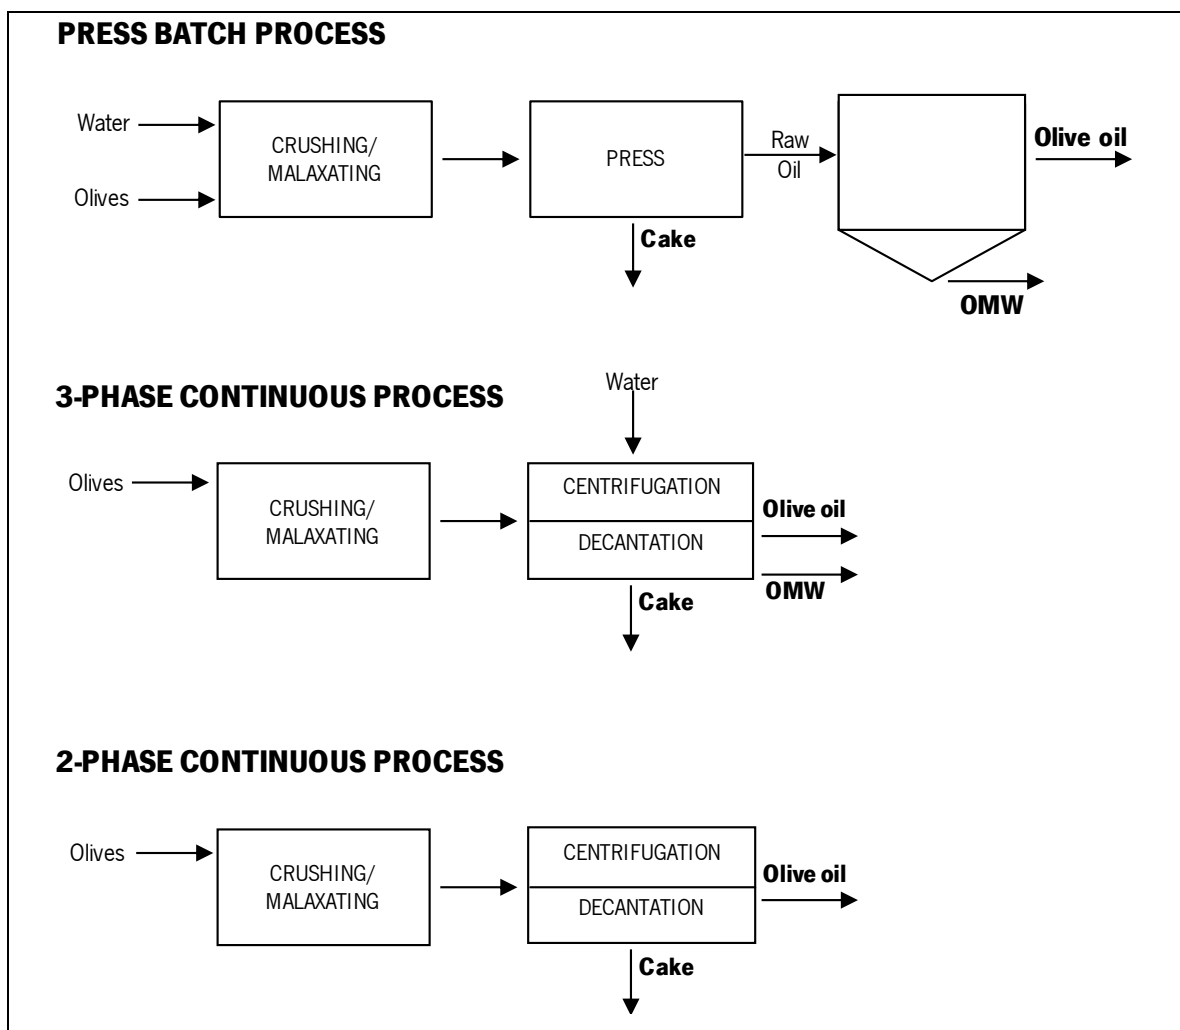 PRESS BATCH PROCESS
Water
Olives
CRUSHING/
MALAXATING
PRESS
Cake
Raw
Oil
Olive oil
OMW
3-PHASE CONTINUOUS PROCESS
Water
Olives
CRUSHING/
MALAXATING
CENTRIFUGATION
DECANTATION
Olive oil
OMW
Cake
2-PHASE CONTINUOUS PROCESS
Olives
CRUSHING/
MALAXATING
CENTRIFUGATION
DECANTATION
Olive oil
Cake